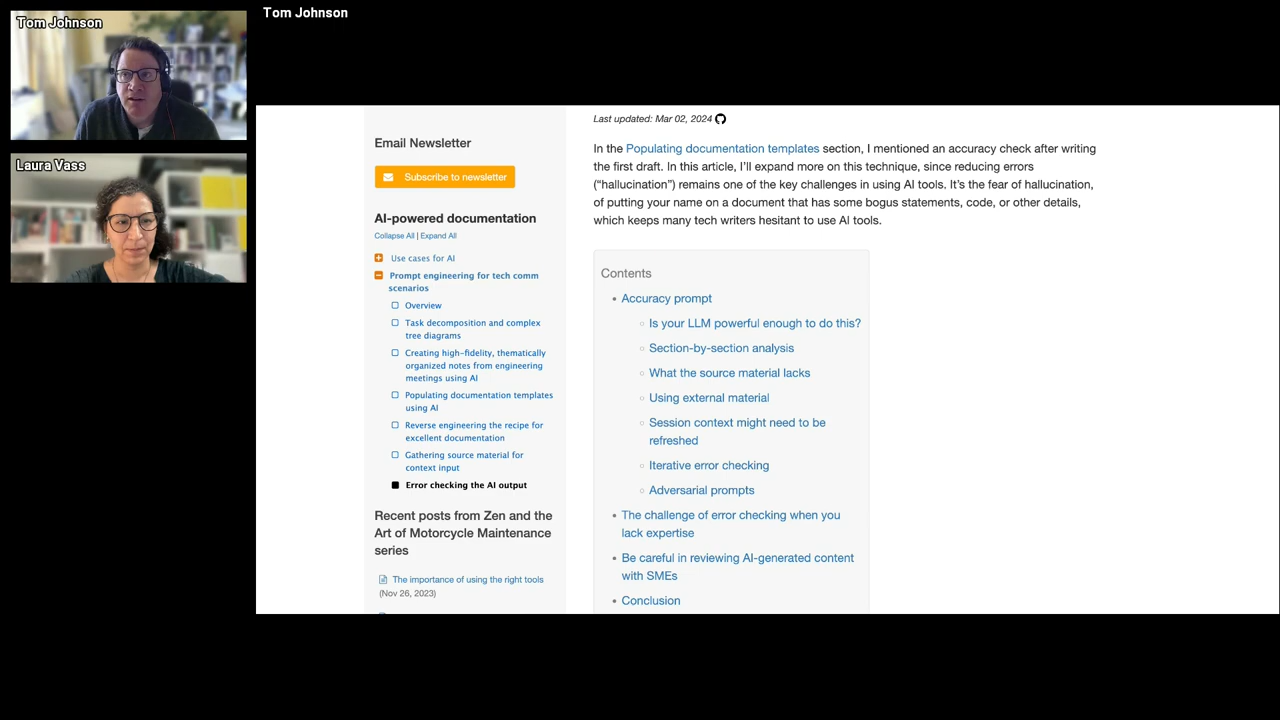 Tom Johnson
Laura Vass
Tom Johnson
Email Newsletter
Subscribe to newsletter
AI-powered documentation
Collapse All | Expand All
Use cases for AI
Prompt engineering for tech comm
scenarios
Overview
Task decomposition and complex
tree diagrams
Creating high-fidelity, thematically
organized notes from engineering
meetings using AI
Populating documentation templates
using AI
Reverse engineering the recipe for
excellent documentation
Gathering source material for
context input
Error checking the AI output
Recent posts from Zen and the
Art of Motorcycle Maintenance
series
The importance of using the right tools
(Nov 26, 2023)
Last updated: Mar 02, 2024
In the Populating documentation templates section, I mentioned an accuracy check after writing
the first draft. In this article, I’ll expand more on this technique, since reducing errors
(“hallucination”) remains one of the key challenges in using AI tools. It’s the fear of hallucination,
of putting your name on a document that has some bogus statements, code, or other details,
which keeps many tech writers hesitant to use AI tools.
Contents
Accuracy prompt
Is your LLM powerful enough to do this?
Section-by-section analysis
What the source material lacks
Using external material
Session context might need to be
refreshed
Iterative error checking
Adversarial prompts
The challenge of error checking when you
lack expertise
Be careful in reviewing AI-generated content
with SMEs
Conclusion